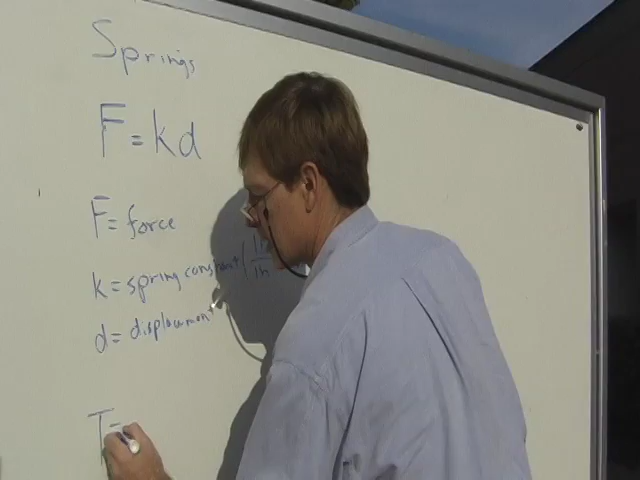 Springs
F = kd
F = force
k = spring constant (
d = displacement
T =